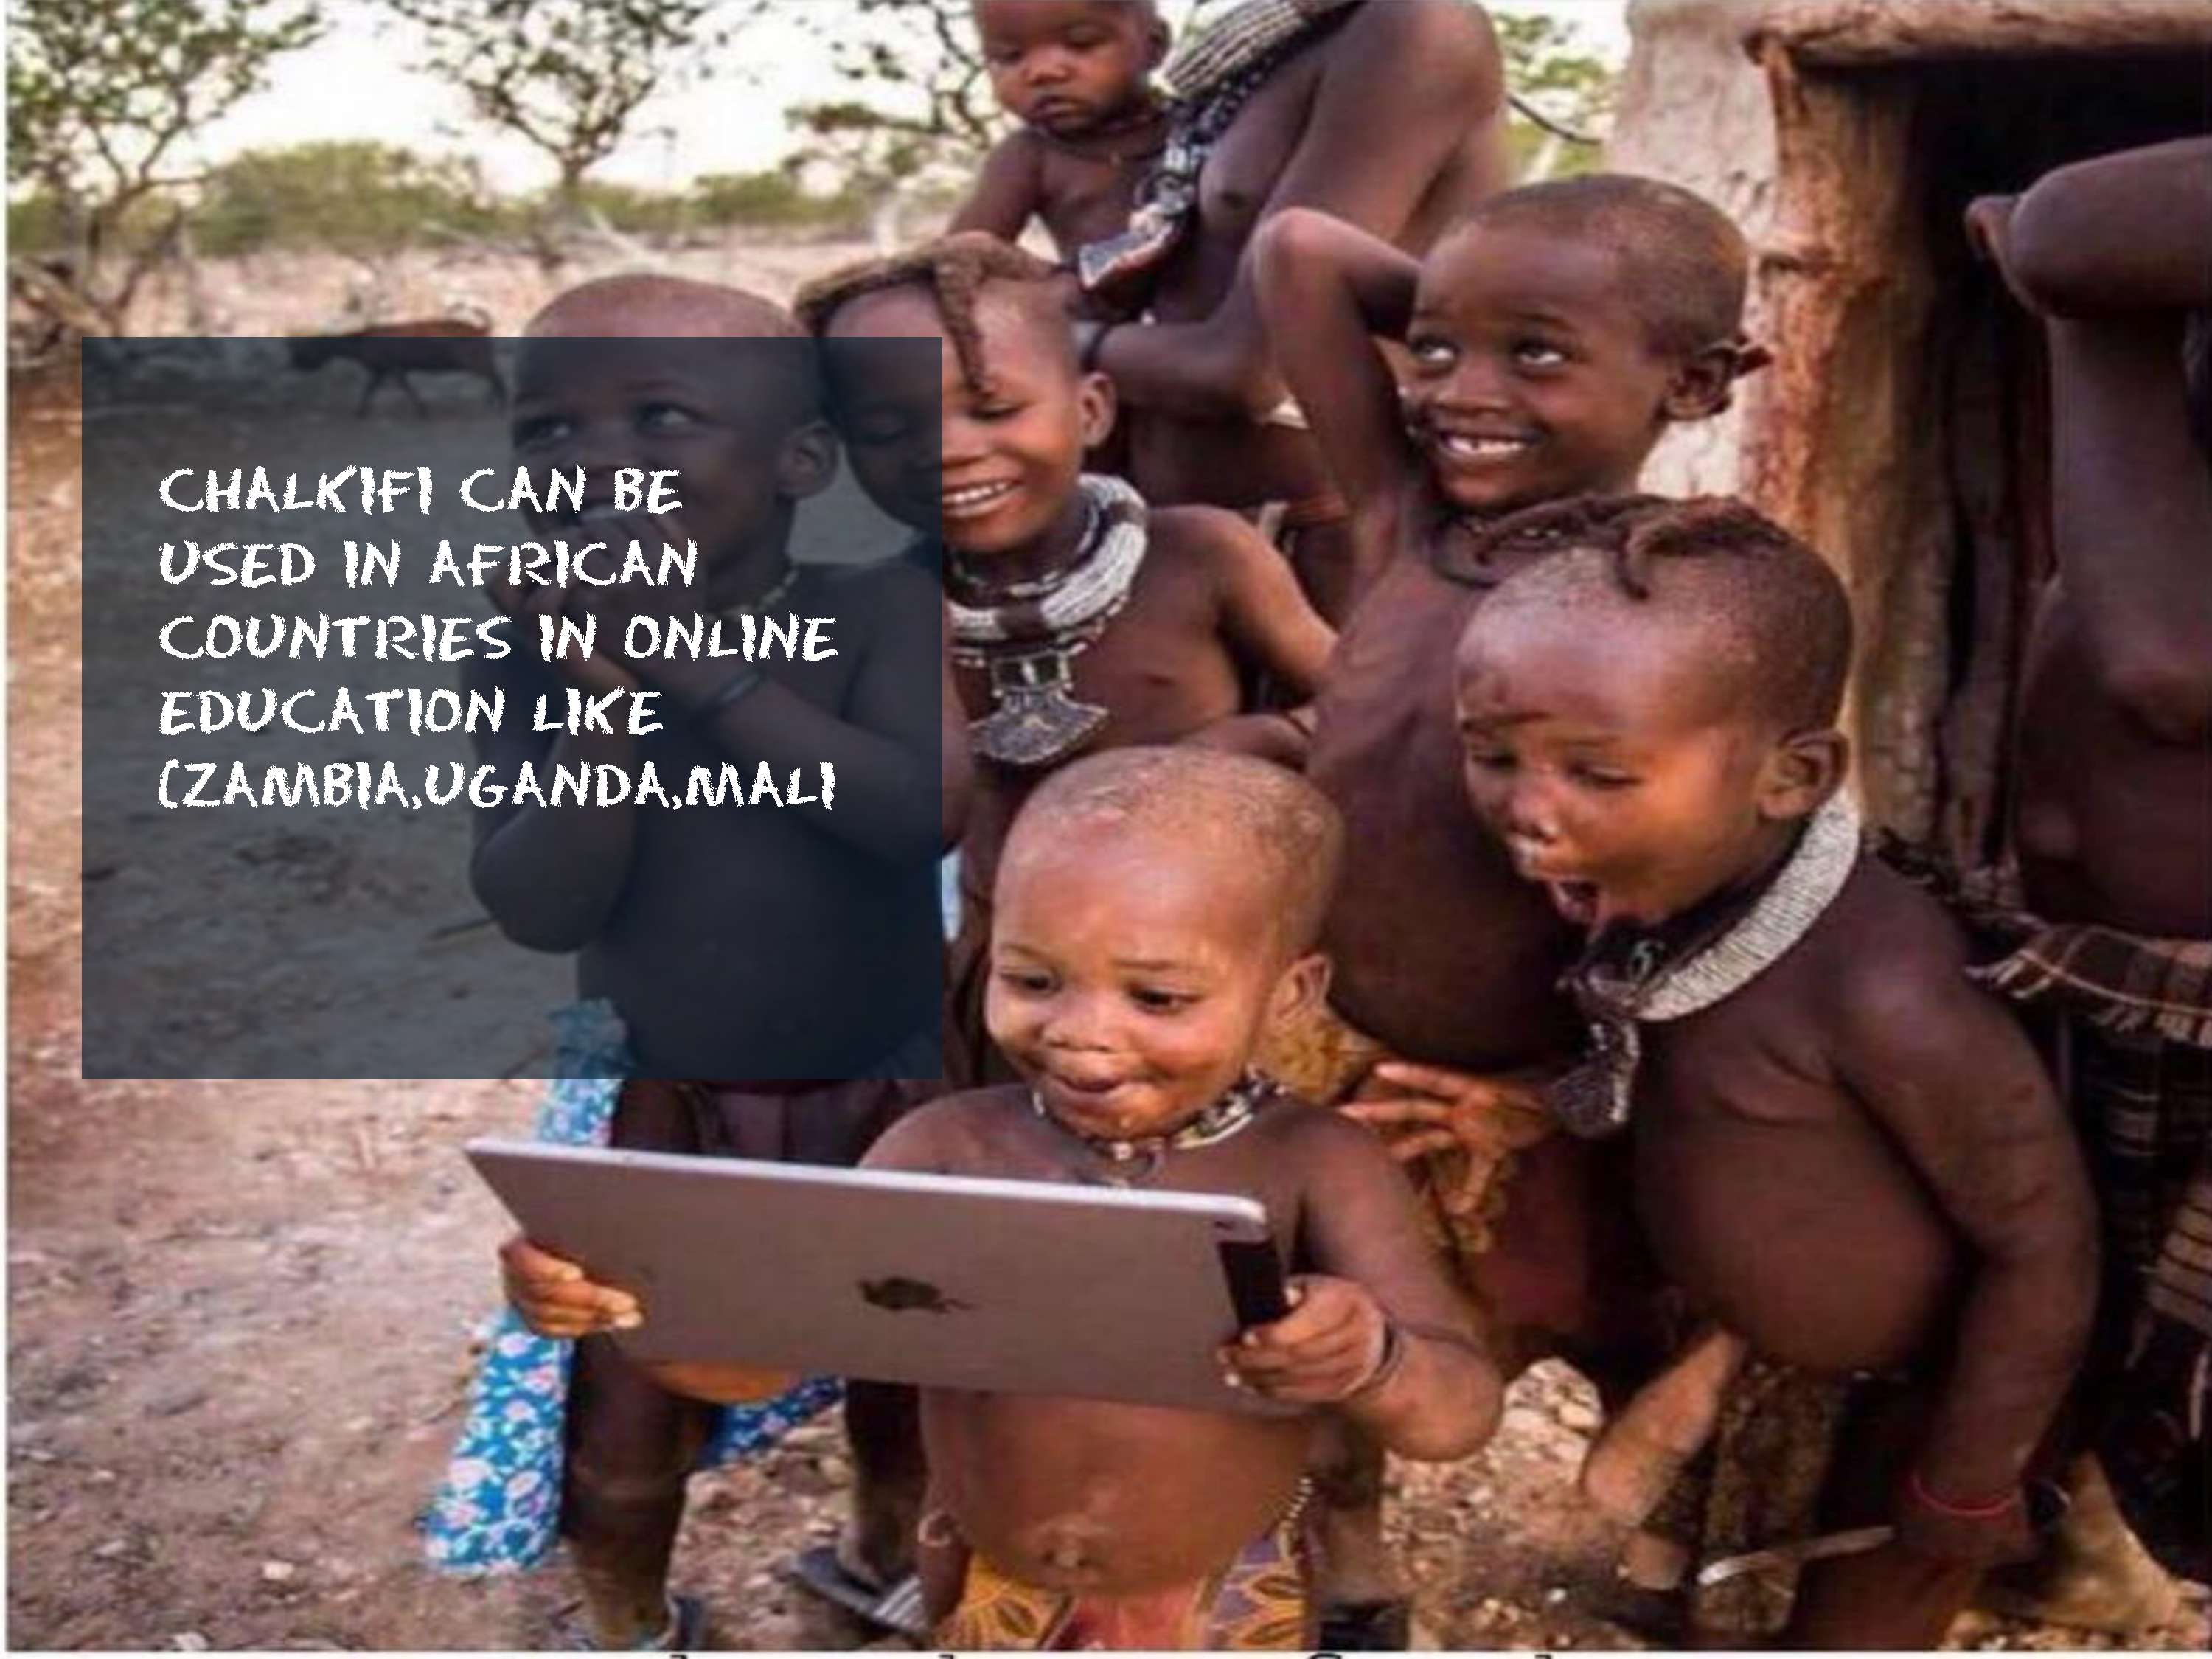 CHALKIFI CAN BE
USED IN AFRICAN
COUNTRIES IN ONLINE
EDUCATION LIKE
(ZAMBIA,UGANDA,MALI